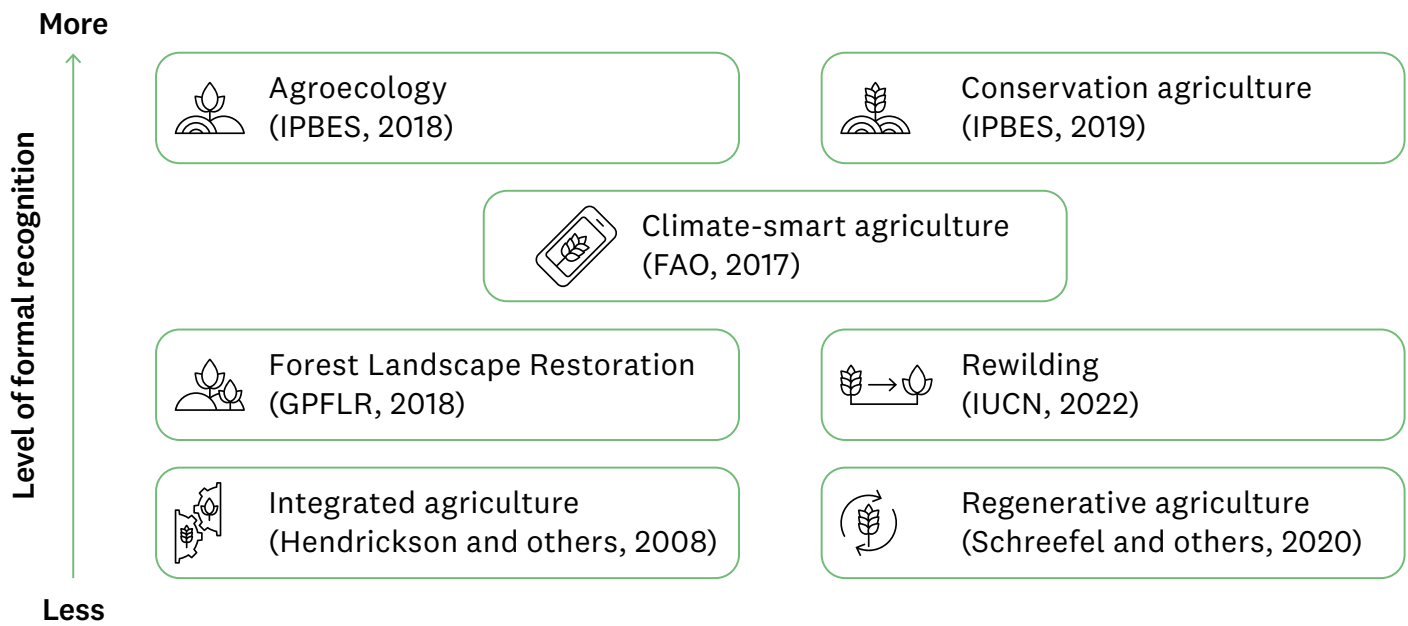 More
Level of formal recognition
Agroecology
(IPBES, 2018)
Conservation agriculture
(IPBES, 2019)
Climate-smart agriculture
(FAO, 2017)
Forest Landscape Restoration
(GPFLR, 2018)
Rewilding
(IUCN, 2022)
Integrated agriculture
(Hendrickson and others, 2008)
Regenerative agriculture
(Schreefel and others, 2020)
Less